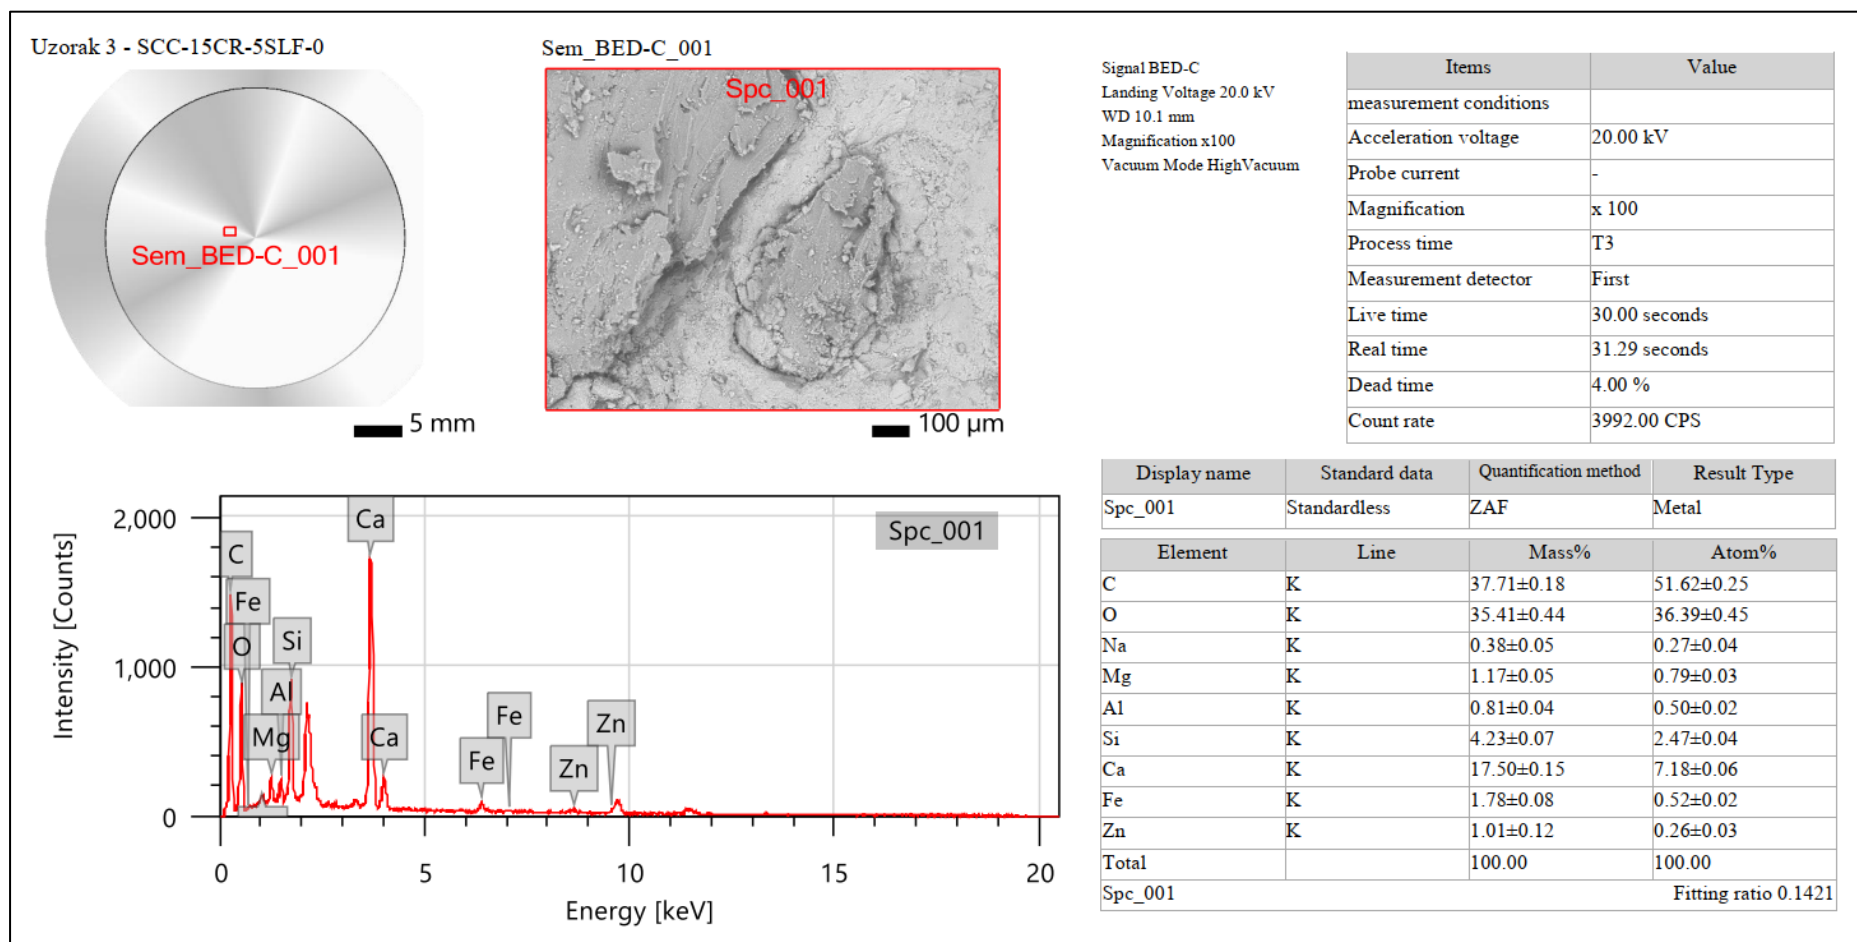 Uzorak 3 - SCC-15CR-5SLF-0
Sem_BED-C_001
5 mm
Sem_BED-C_001
Spc_001
100 µm
Signal BED-C
Landing Voltage 20.0 kV
WD 10.1 mm
Magnification x100
Vacuum Mode HighVacuum
Items Value
measurement conditions
Acceleration voltage 20.00 kV
Probe current -
Magnification x 100
Process time T3
Measurement detector First
Live time 30.00 seconds
Real time 31.29 seconds
Dead time 4.00 %
Count rate 3992.00 CPS
Intensity [Counts]
2,000
1,000
0
C
Fe
O
Si
Al
Mg
Ca
Ca
Fe
Fe
Zn
Zn
Spc_001
0 5 10 15 20
Energy [keV]
Display name Standard data Quantification method Result Type
Spc_001 Standardless ZAF Metal
Element Line Mass% Atom%
C K 37.71±0.18 51.62±0.25
O K 35.41±0.44 36.39±0.45
Na K 0.38±0.05 0.27±0.04
Mg K 1.17±0.05 0.79±0.03
Al K 0.81±0.04 0.50±0.02
Si K 4.23±0.07 2.47±0.04
Ca K 17.50±0.15 7.18±0.06
Fe K 1.78±0.08 0.52±0.02
Zn K 1.01±0.12 0.26±0.03
Total 100.00 100.00
Spc_001 Fitting ratio 0.1421